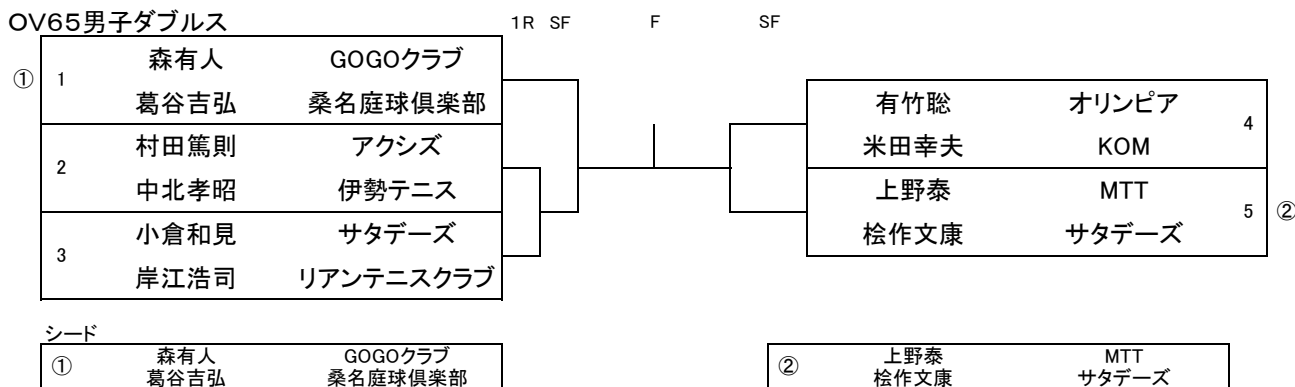 OV65男子ダブルス 1R SF F SF
① 1 森有人 GOGOクラブ
葛谷吉弘 桑名庭球倶楽部
2 村田篤則 アクシズ
中北孝昭 伊勢テニス
3 小倉和見 サタデーズ
岸江浩司 リアンテニスクラブ
有竹聡 オリンピア 4
米田幸夫 KOM
上野泰 MTT 5 ②
桧作文康 サタデーズ
シード
① 森有人 GOGOクラブ
葛谷吉弘 桑名庭球倶楽部
② 上野泰 MTT
桧作文康 サタデーズ